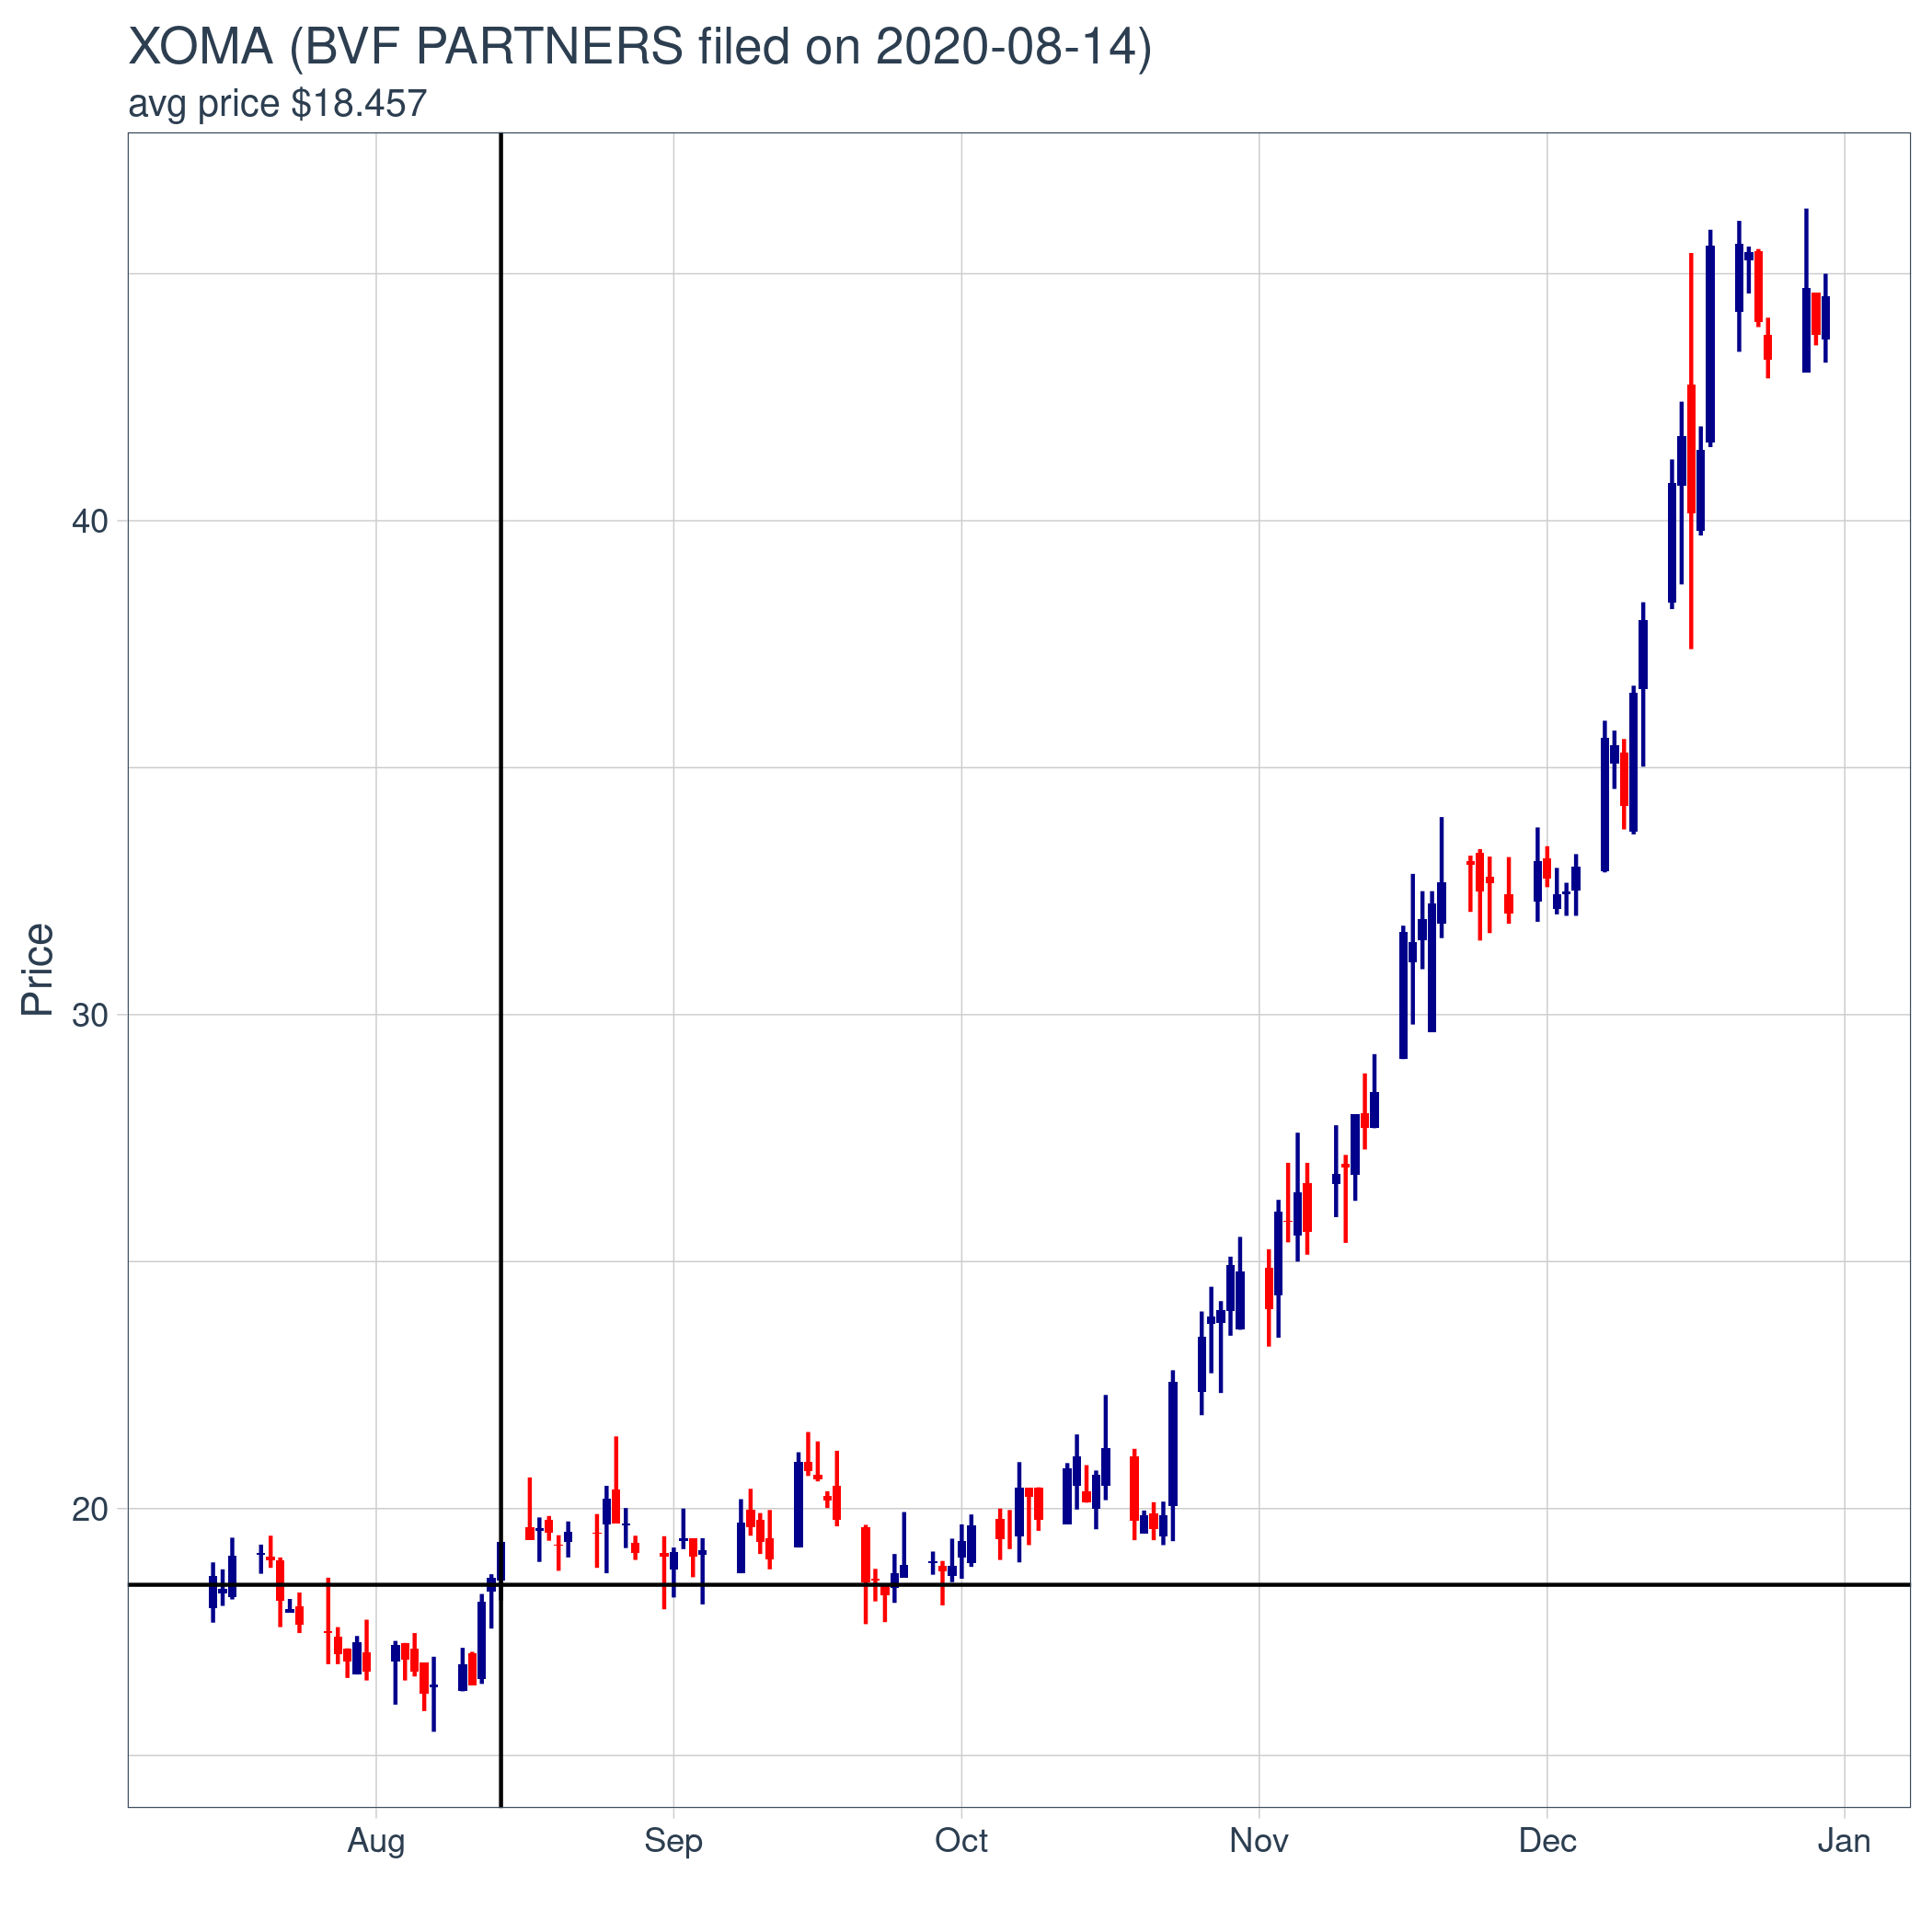 XOMA (BVF PARTNERS filed on 2020-08-14)
avg price $18.457
Price
40
30
20
Aug Sep Oct Nov Dec Jan